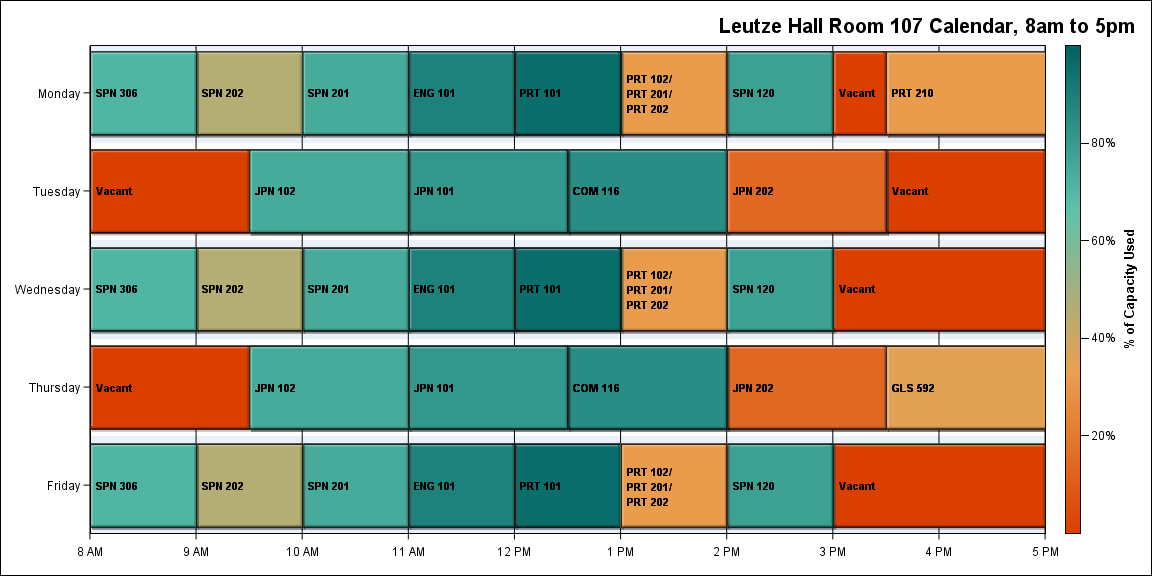 Leutze Hall Room 107 Calendar, 8am to 5pm
Monday
SPN 306
SPN 202
SPN 201
ENG 101
PRT 101
PRT 102/
PRT 201/
PRT 202
SPN 120
Vacant
PRT 210
Tuesday
Vacant
JPN 102
JPN 101
COM 116
JPN 202
Vacant
Wednesday
SPN 306
SPN 202
SPN 201
ENG 101
PRT 101
PRT 102/
PRT 201/
PRT 202
SPN 120
Vacant
Thursday
Vacant
JPN 102
JPN 101
COM 116
JPN 202
GLS 592
Friday
SPN 306
SPN 202
SPN 201
ENG 101
PRT 101
PRT 102/
PRT 201/
PRT 202
SPN 120
Vacant
8 AM
9 AM
10 AM
11 AM
12 PM
1 PM
2 PM
3 PM
4 PM
5 PM
80%
60%
40%
20%
% of Capacity Used